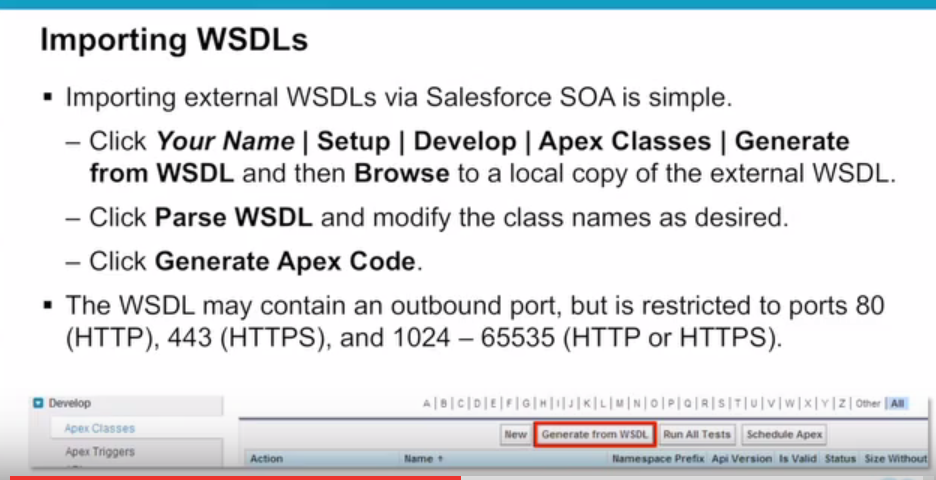 Importing WSDLs
▪ Importing external WSDLs via Salesforce SOA is simple.
– Click Your Name | Setup | Develop | Apex Classes | Generate
from WSDL and then Browse to a local copy of the external WSDL.
– Click Parse WSDL and modify the class names as desired.
– Click Generate Apex Code.
▪ The WSDL may contain an outbound port, but is restricted to ports 80
(HTTP), 443 (HTTPS), and 1024 – 65535 (HTTP or HTTPS).
Develop
A | B | C | D | E | F | G | H | I | J | K | L | M | N | O | P | Q | R | S | T | U | V | W | X | Y | Z | Other | All
Apex Classes
New Generate from WSDL Run All Tests Schedule Apex
Apex Triggers
Action Name ↑ Namespace Prefix Api Version Is Valid Status Size Without